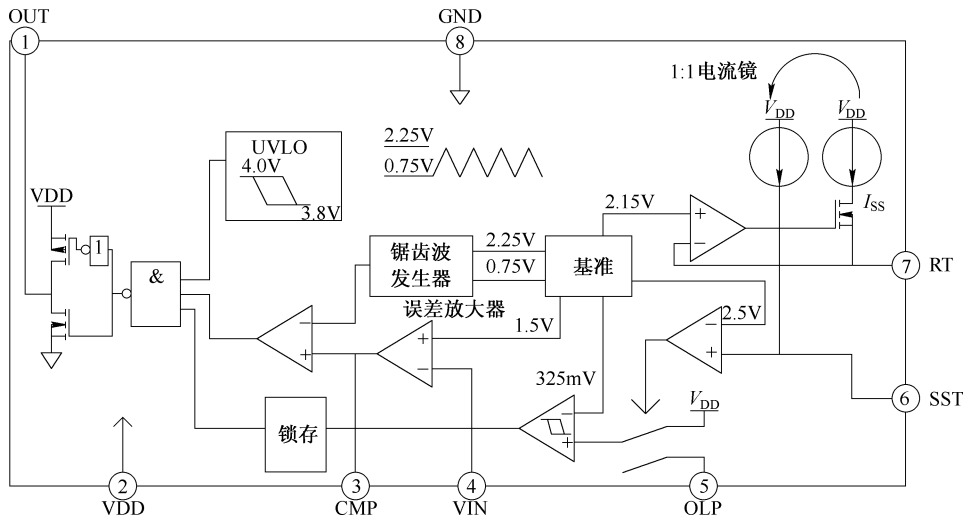 OUT
1
GND
8
1:1电流镜
VDD
VDD
UVLO
4.0V
3.8V
2.25V
0.75V
VDD
1
&
锯齿波
发生器
2.25V
0.75V
基准
2.15V
+
−
ISS
7
RT
误差放大器
1.5V
2.5V
−
+
−
+
+
−
325mV
−
+
VDD
6
SST
锁存
2
VDD
3
CMP
4
VIN
5
OLP